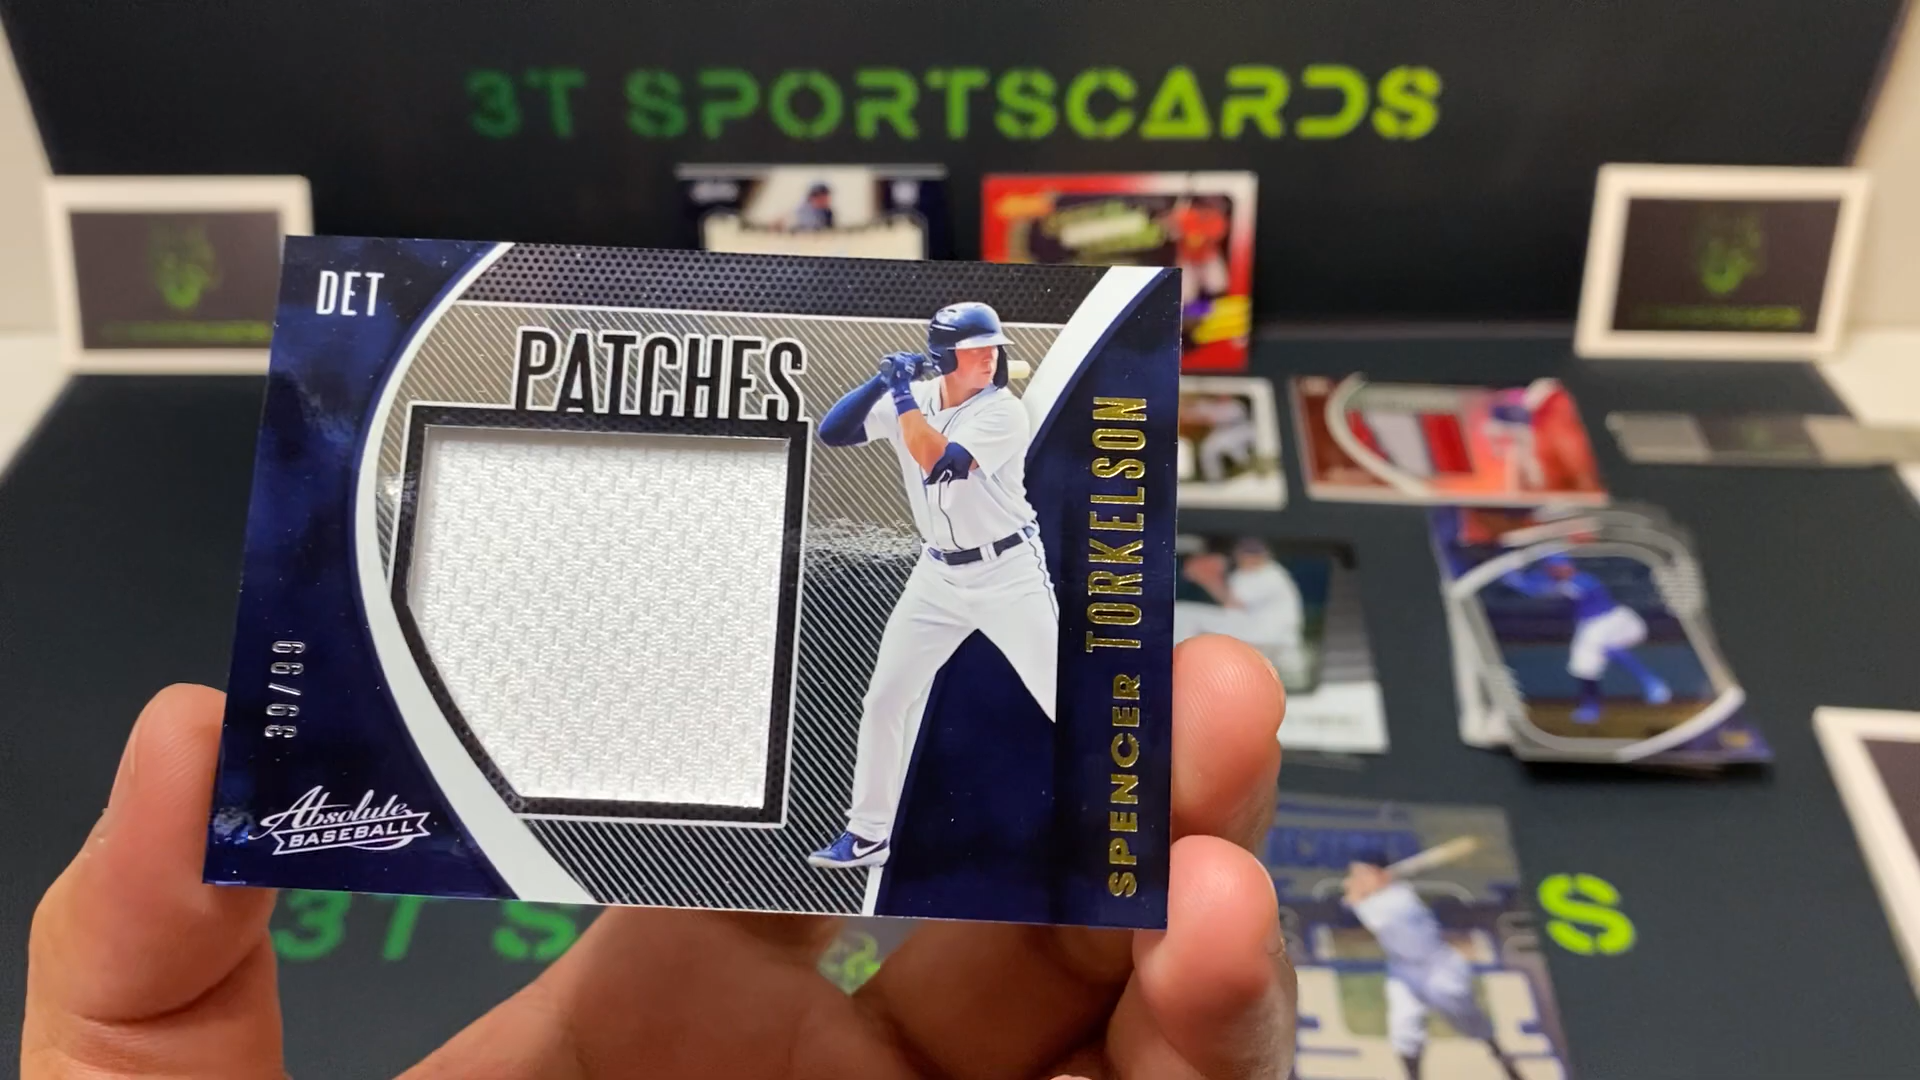 3T SPORTSCARDS
DET
PATCHES
SPENCER TORKELSON
39/99
Absolute
BASEBALL
3T S
S